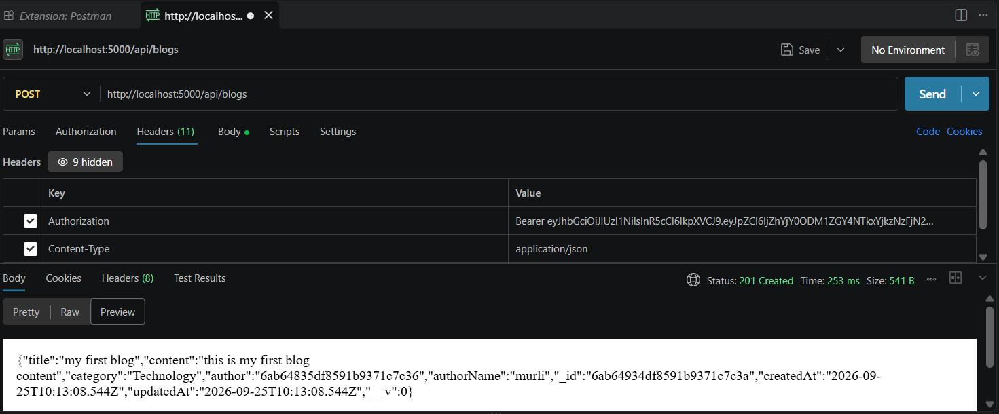 Extension: Postman
HTTP http://localhos...
HTTP http://localhost:5000/api/blogs
Save
No Environment
POST http://localhost:5000/api/blogs
Send
Params Authorization Headers (11) Body Scripts Settings
Code Cookies
Headers 9 hidden
Key Value
Authorization Bearer eyJhbGciOiJIUzI1NiIsInR5cCI6IkpXVCJ9.eyJpZCI6IjZhYjY0ODM1ZGY4NTkxYjkzNzFjN2...
Content-Type application/json
Body Cookies Headers (8) Test Results
Status: 201 Created Time: 253 ms Size: 541 B
Pretty Raw Preview
{"title":"my first blog","content":"this is my first blog
content","category":"Technology","author":"6ab64835df8591b9371c7c36","authorName":"murli","_id":"6ab64934df8591b9371c7c3a","createdAt":"2026-09-
25T10:13:08.544Z","updatedAt":"2026-09-25T10:13:08.544Z","__v":0}